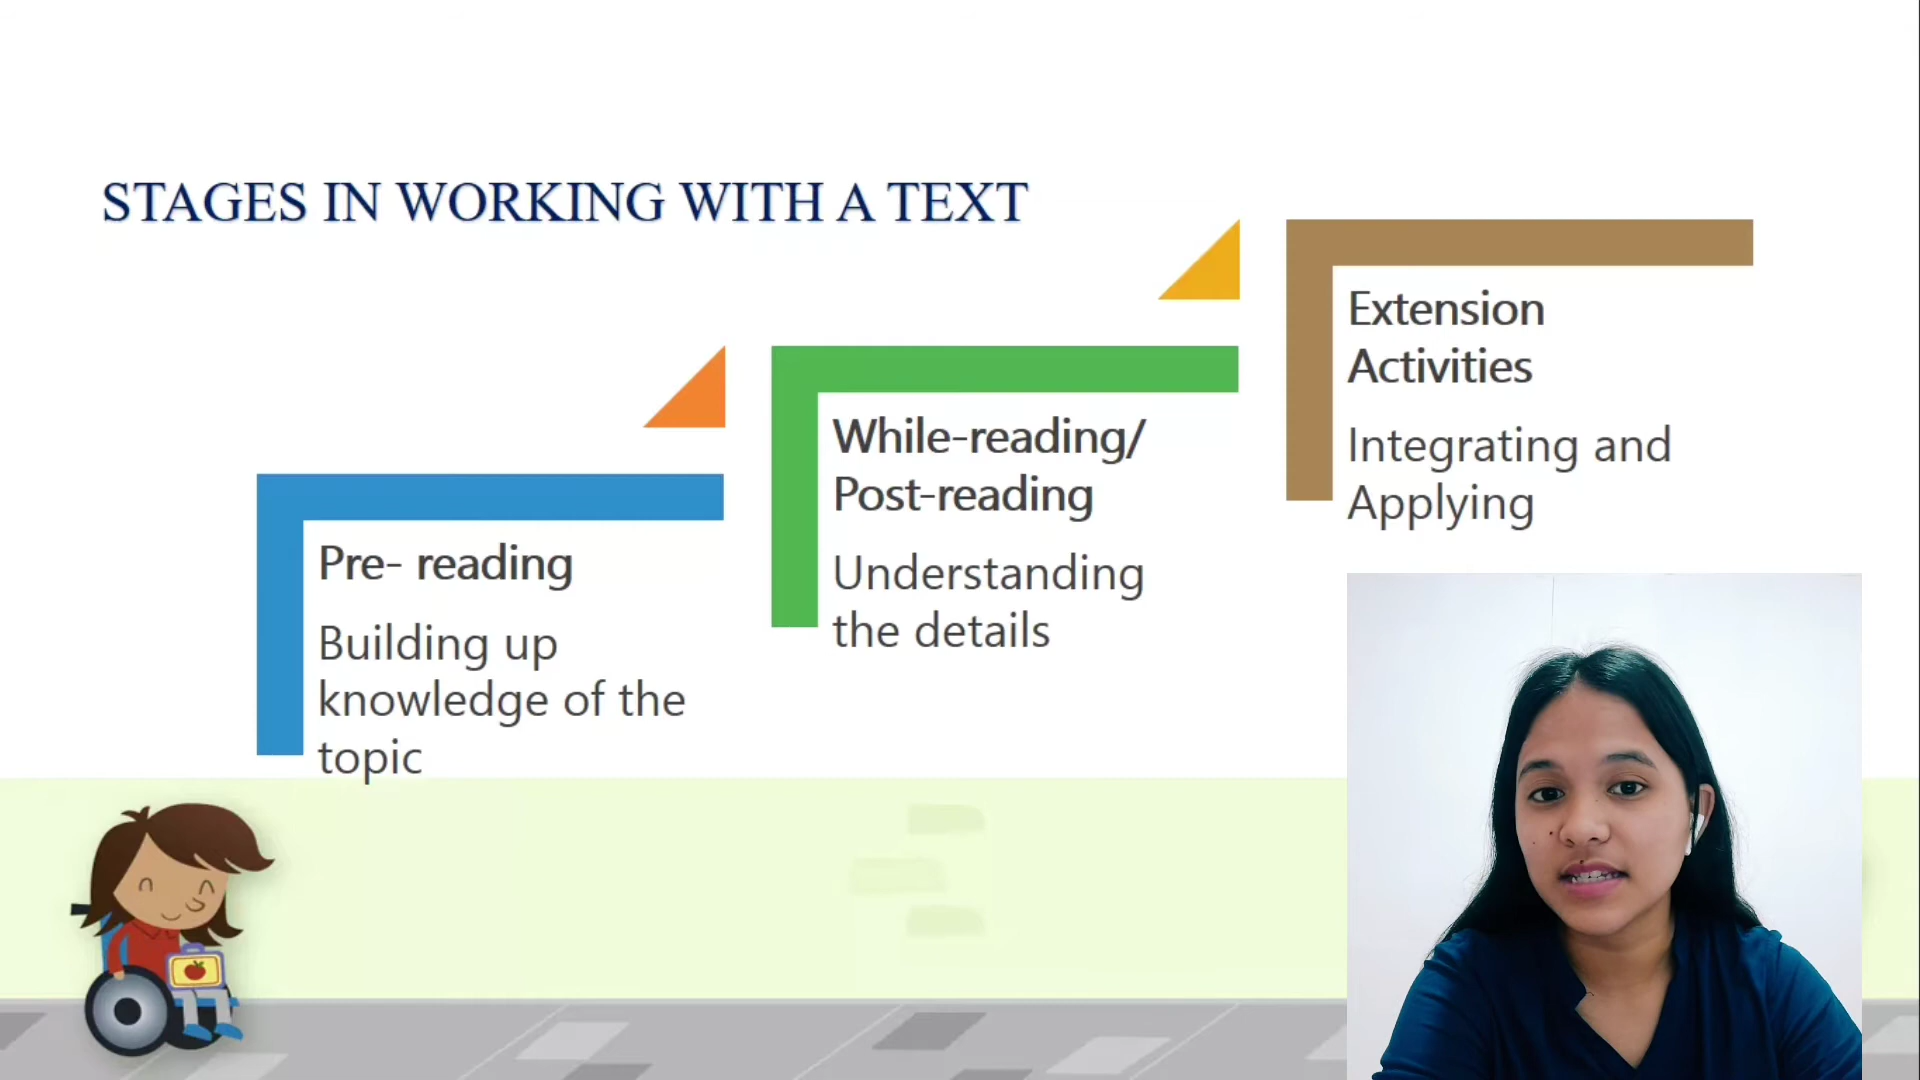 STAGES IN WORKING WITH A TEXT
Pre- reading
Building up
knowledge of the
topic
While-reading/
Post-reading
Understanding
the details
Extension
Activities
Integrating and
Applying